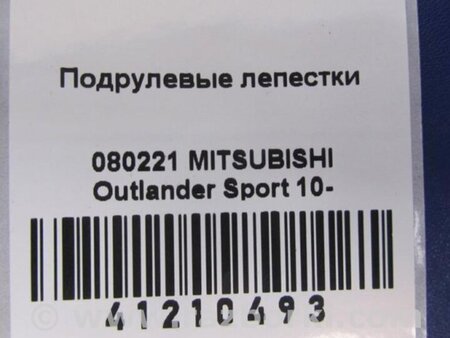 Подрулевые лепестки
080221 MITSUBISHI
Outlander Sport 10-
41210493